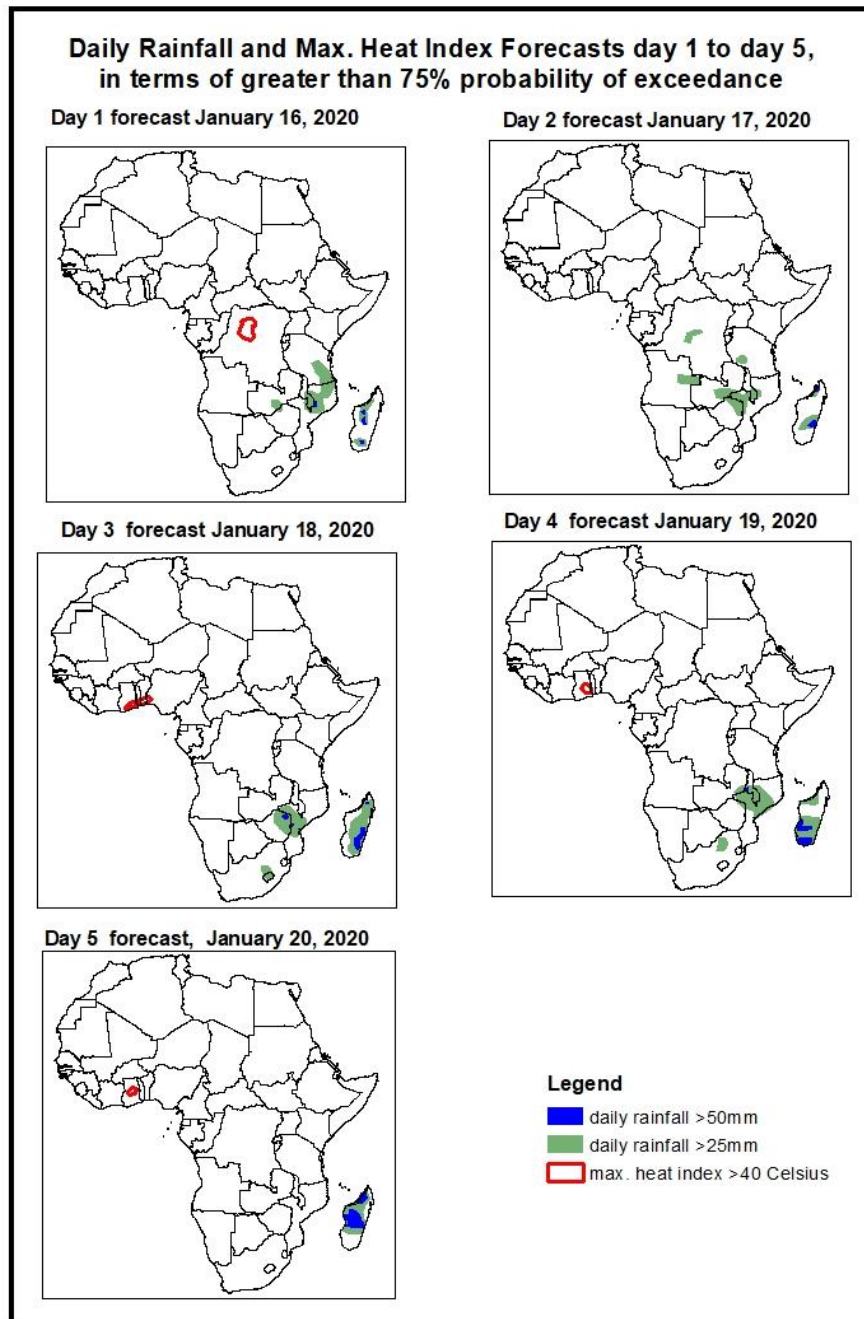 Daily Rainfall and Max. Heat Index Forecasts day 1 to day 5,
in terms of greater than 75% probability of exceedance
Day 1 forecast January 16, 2020
Day 2 forecast January 17, 2020
Day 3 forecast January 18, 2020
Day 4 forecast January 19, 2020
Day 5 forecast, January 20, 2020
Legend
daily rainfall >50mm
daily rainfall >25mm
max. heat index >40 Celsius